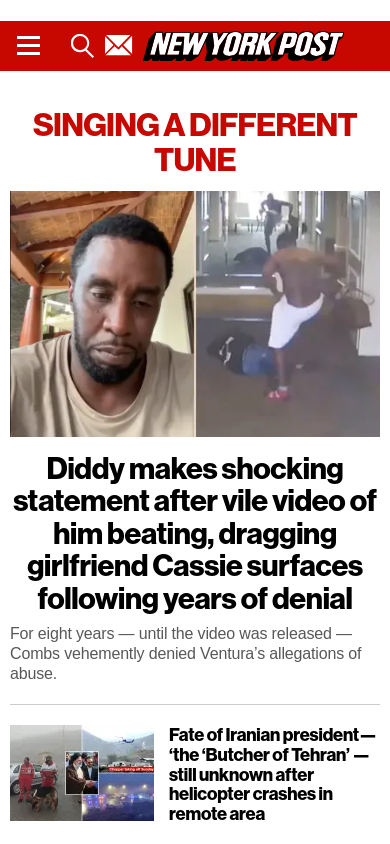 NEW YORK POST
SINGING A DIFFERENT
TUNE
Diddy makes shocking
statement after vile video of
him beating, dragging
girlfriend Cassie surfaces
following years of denial
For eight years — until the video was released —
Combs vehemently denied Ventura’s allegations of
abuse.
Fate of Iranian president —
‘the ‘Butcher of Tehran’ —
still unknown after
helicopter crashes in
remote area